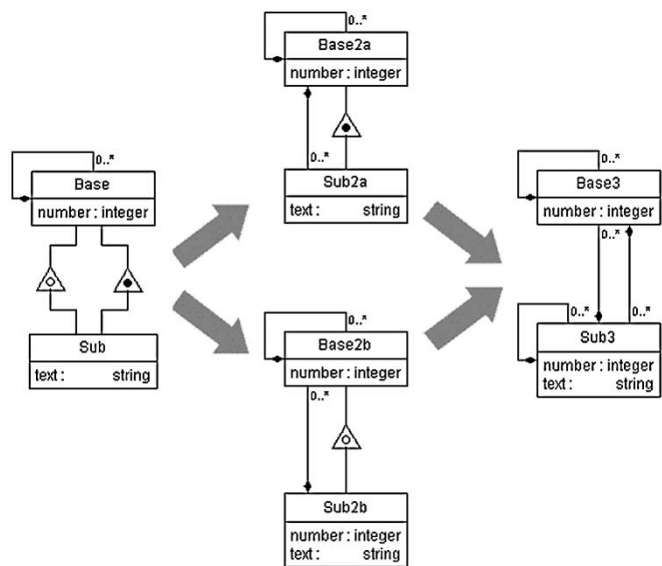 0..*
Base
number : integer
Sub
text : string
0..*
Base2a
number : integer
0..*
Sub2a
text : string
0..*
Base2b
number : integer
0..*
Sub2b
number : integer
text : string
0..*
Base3
number : integer
0..*
0..* 0..*
Sub3
number : integer
text : string